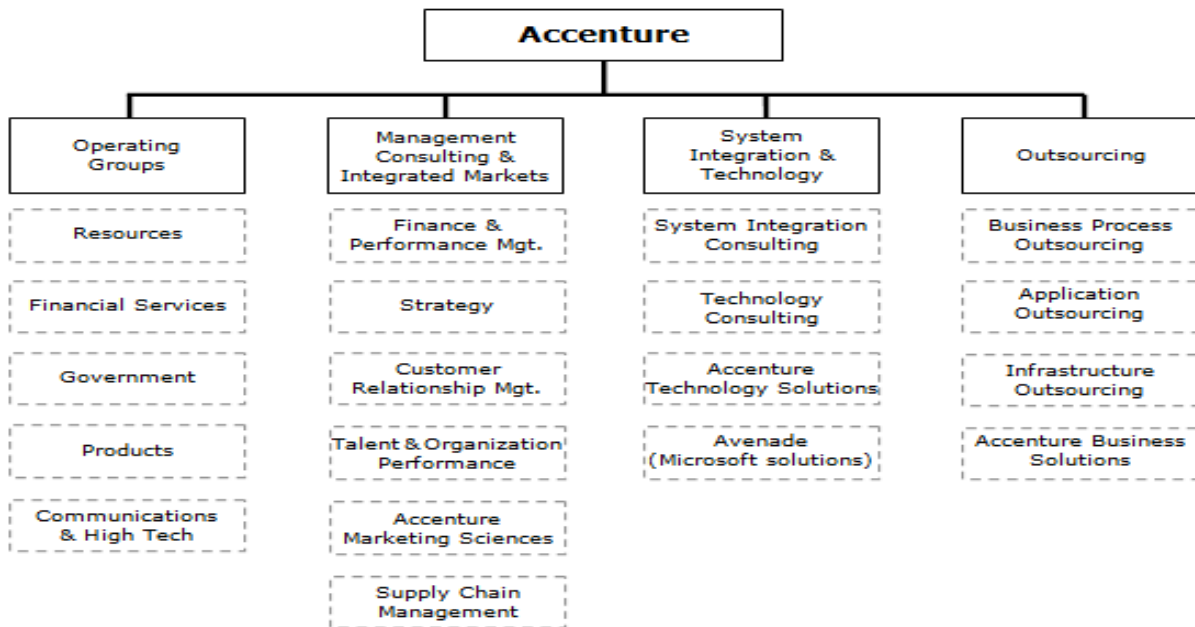 Accenture
Operating
Groups
Management
Consulting &
Integrated Markets
System
Integration &
Technology
Outsourcing
Resources
Financial Services
Government
Products
Communications
& High Tech
Finance &
Performance Mgt.
Strategy
Customer
Relationship Mgt.
Talent & Organization
Performance
Accenture
Marketing Sciences
Supply Chain
Management
System Integration
Consulting
Technology
Consulting
Accenture
Technology Solutions
Avenade
(Microsoft solutions)
Business Process
Outsourcing
Application
Outsourcing
Infrastructure
Outsourcing
Accenture Business
Solutions